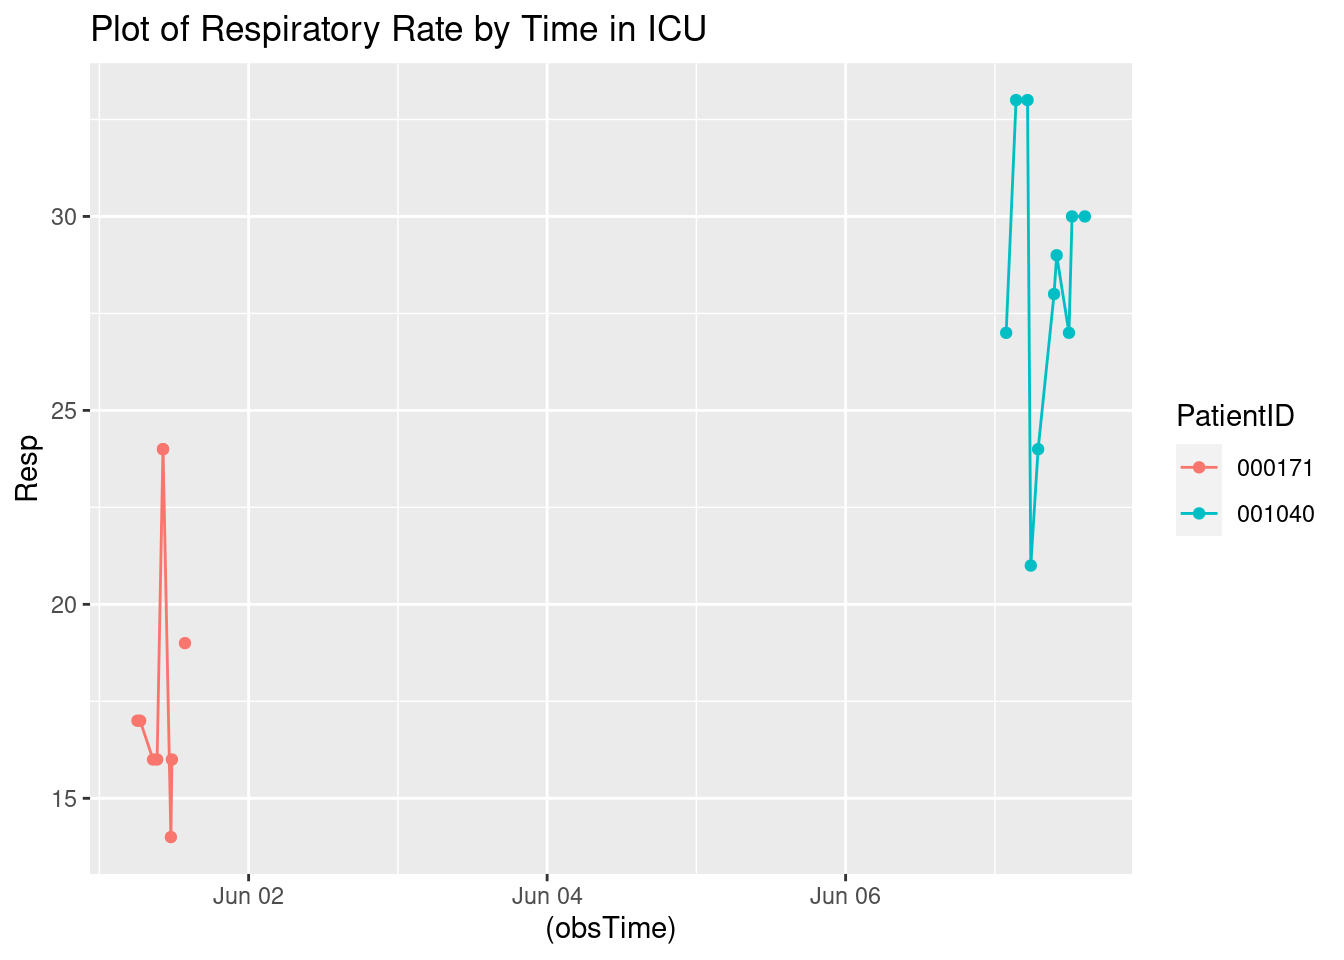 Plot of Respiratory Rate by Time in ICU
30
25
20
15
Resp
Jun 02
Jun 04
Jun 06
(obsTime)
PatientID
000171
001040